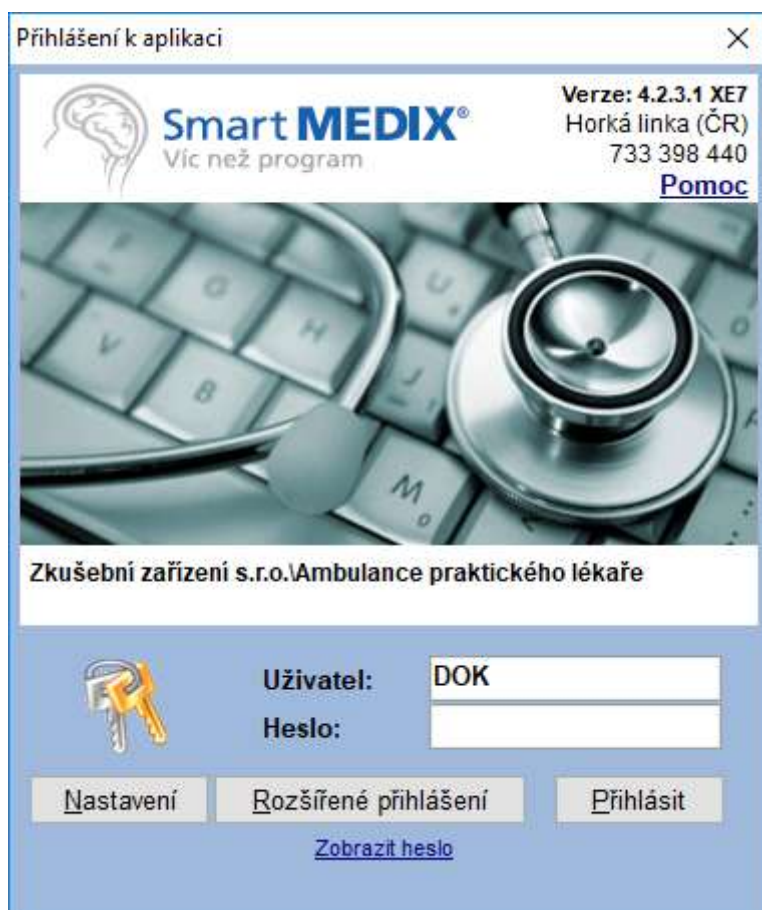 Přihlášení k aplikaci
Smart MEDIX®
Víc než program
Verze: 4.2.3.1 XE7
Horká linka (ČR)
733 398 440
Pomoc
U
G
H
J
V
B
M
Zkušební zařízení s.r.o.\Ambulance praktického lékaře
Uživatel: DOK
Heslo:
Nastavení Rozšířené přihlášení Přihlásit
Zobrazit heslo